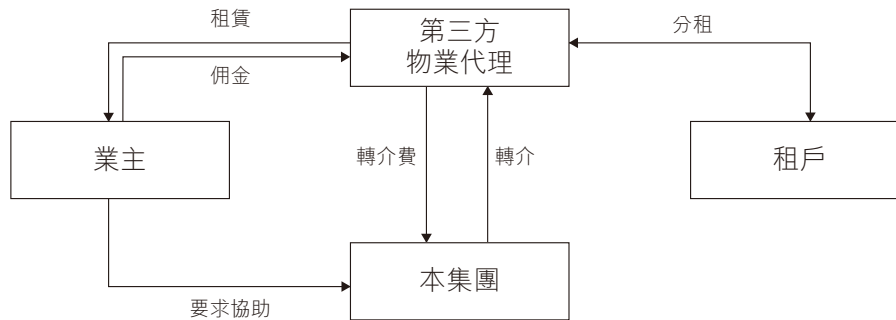 租賃
第三方
物業代理
分租
佣金
業主
轉介費
轉介
租戶
本集團
要求協助